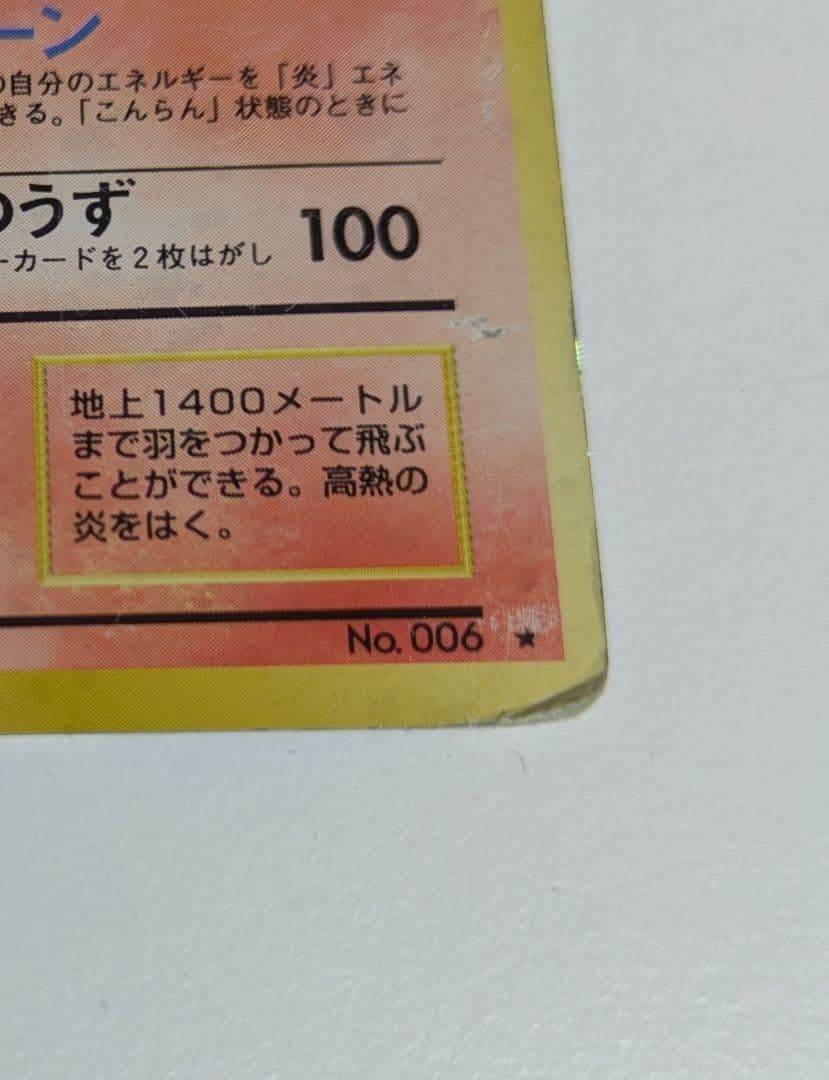 ーン
の自分のエネルギーを「炎」エネ
きる。「こんらん」状態のときに
のうず 100
ーカードを2枚はがし
地上1400メートル
まで羽をつかって飛ぶ
ことができる。高熱の
炎をはく。
No. 006 ★